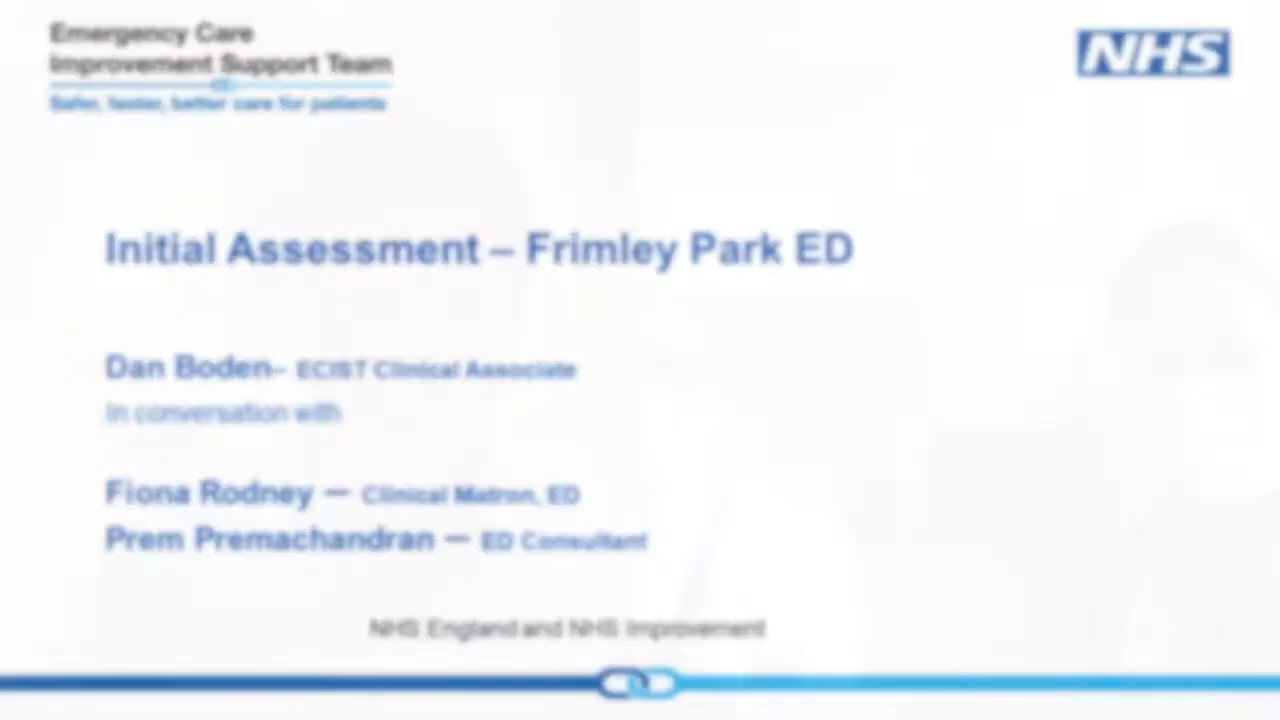 Emergency Care
Improvement Support Team
Safer, faster, better care for patients
NHS
Initial Assessment – Frimley Park ED
Dan Boden– ECIST Clinical Associate
In conversation with
Fiona Rodney – Clinical Matron, ED
Prem Premachandran – ED Consultant
NHS England and NHS Improvement